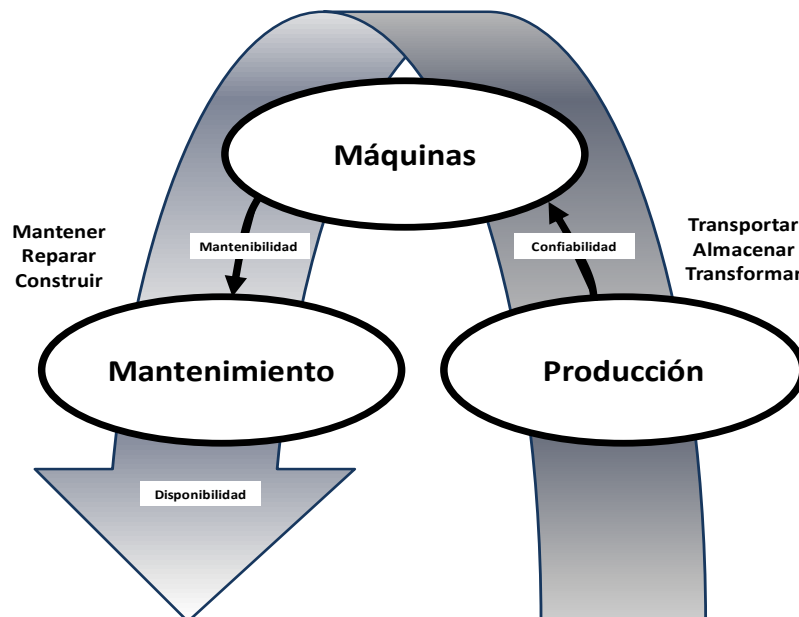 Máquinas
Mantener
Reparar
Construir
Mantenibilidad
Confiabilidad
Transportar
Almacenar
Transformar
Mantenimiento
Producción
Disponibilidad